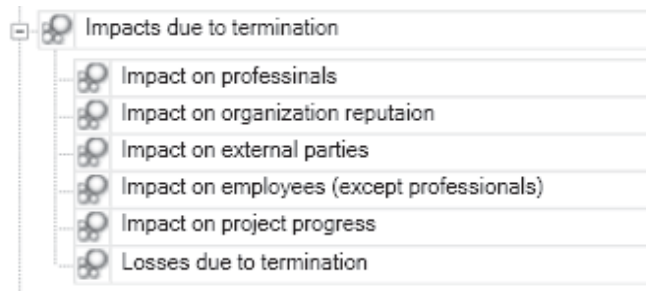 Impacts due to termination
Impact on professinals
Impact on organization reputaion
Impact on external parties
Impact on employees (except professionals)
Impact on project progress
Losses due to termination